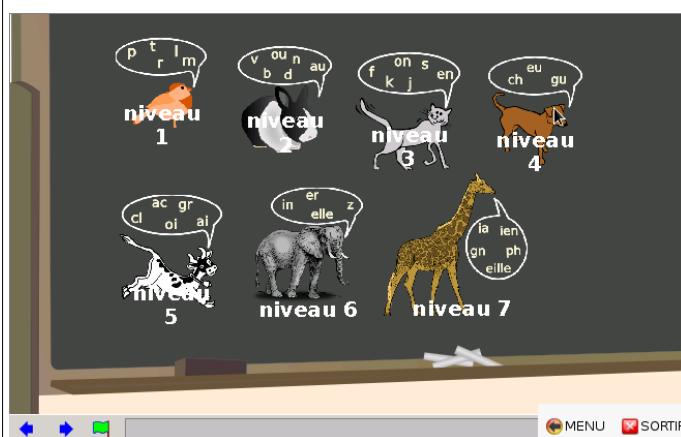 p t r l m
v ou n b d au
f on s k j en
ch eu gu
niveau 1
niveau 2
niveau 3
niveau 4
cl ac gr oi ai
in er elle z
ia ien gn ph eille
niveau 5
niveau 6
niveau 7
MENU
SORTIR